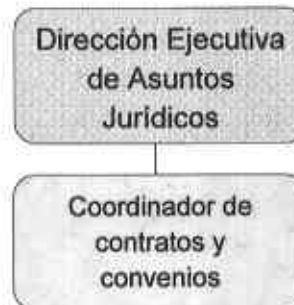 Dirección Ejecutiva
de Asuntos
Jurídicos
Coordinador de
contratos y
convenios